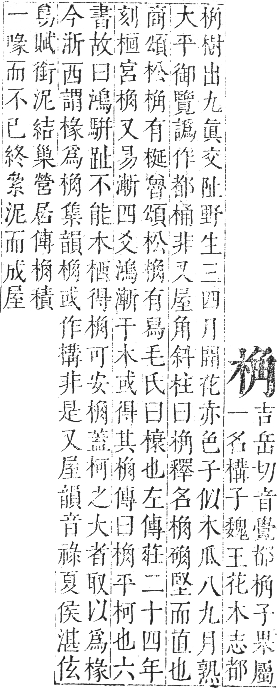 桷
吉岳切音覺都桷子果屬
一名構子魏王花木志都
桷樹出九眞交阯野生三四月開花赤色子似木瓜八九月熟
大平御覽譌作都桶非又屋角斜柱曰桷釋名桷确堅而直也
商頌松桷有梴魯頌松桷有舄毛氏曰榱也左傳莊二十四年
刻桓宮桷又易漸四爻鴻漸于木或得其桷傳曰桷平柯也六
書故曰鴻騈趾不能木栖得桷可安桷蓋柯之大者取以爲椽
今浙西謂椽爲桷集韻桷或作構非是又屋韻音祿夏侯湛伭
鳥賦銜泥結巢營居傅桷積
一喙而不已終絫泥而成屋